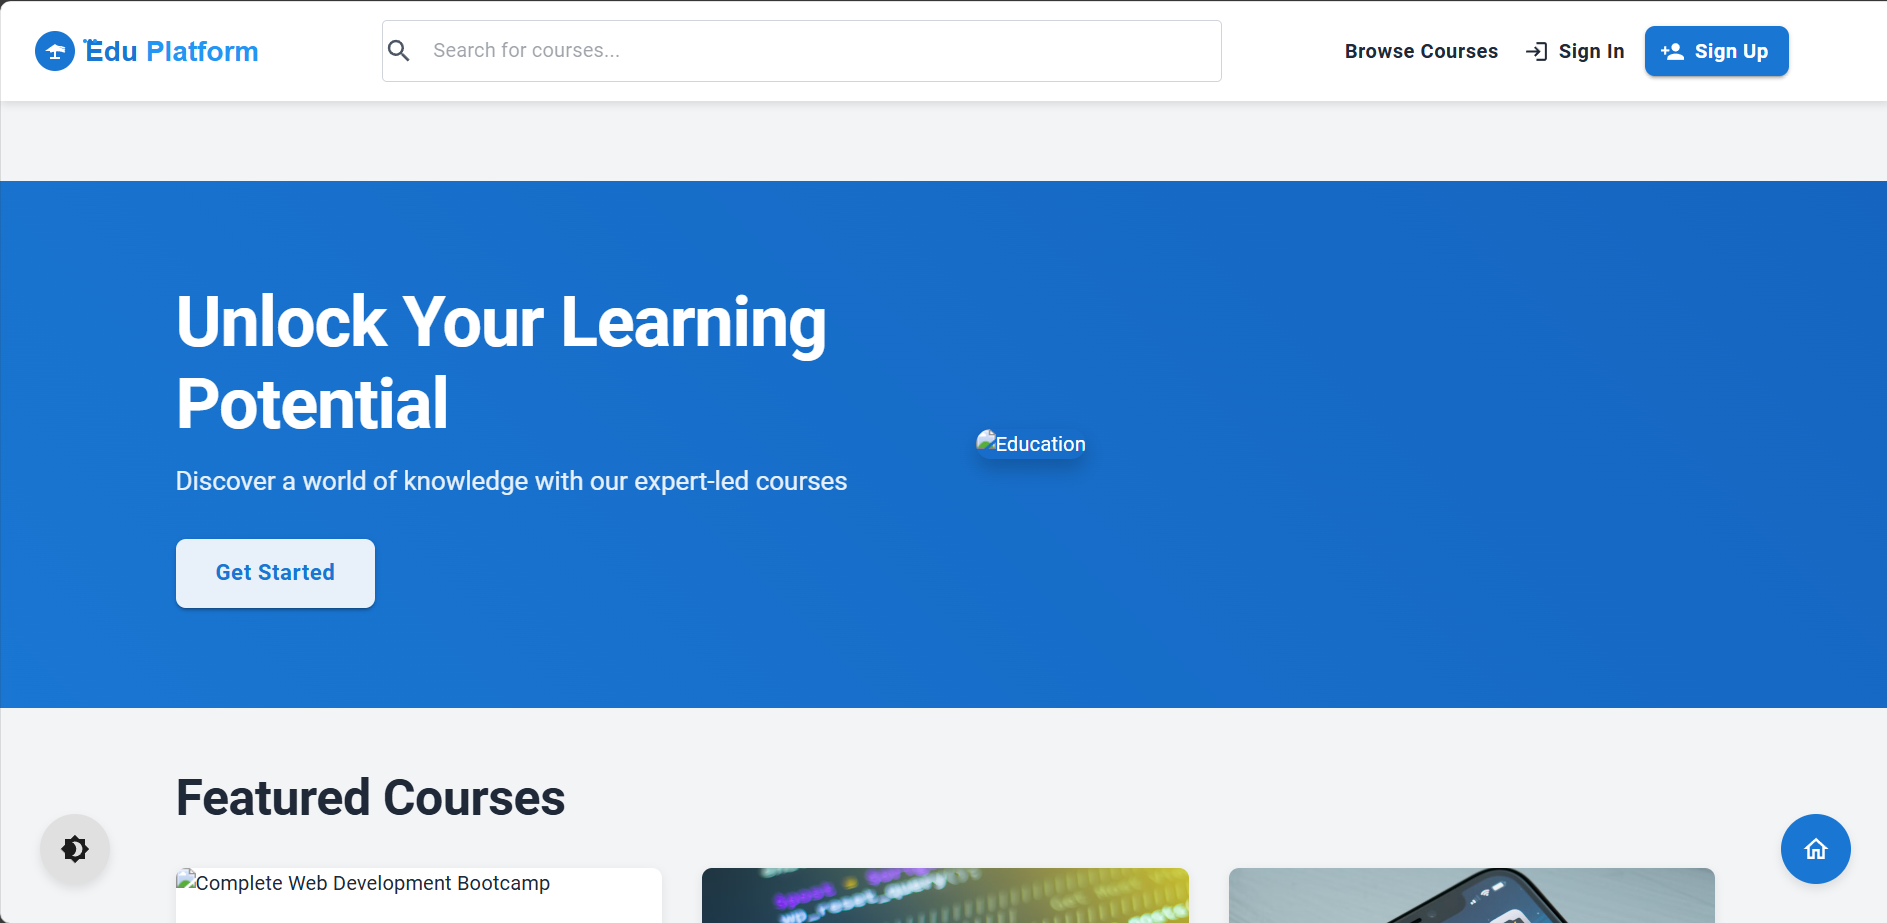 Edu Platform
Search for courses...
Browse Courses
Sign In
Sign Up
Unlock Your Learning
Potential
Discover a world of knowledge with our expert-led courses
Education
Get Started
Featured Courses
Complete Web Development Bootcamp
wp_reset_query();